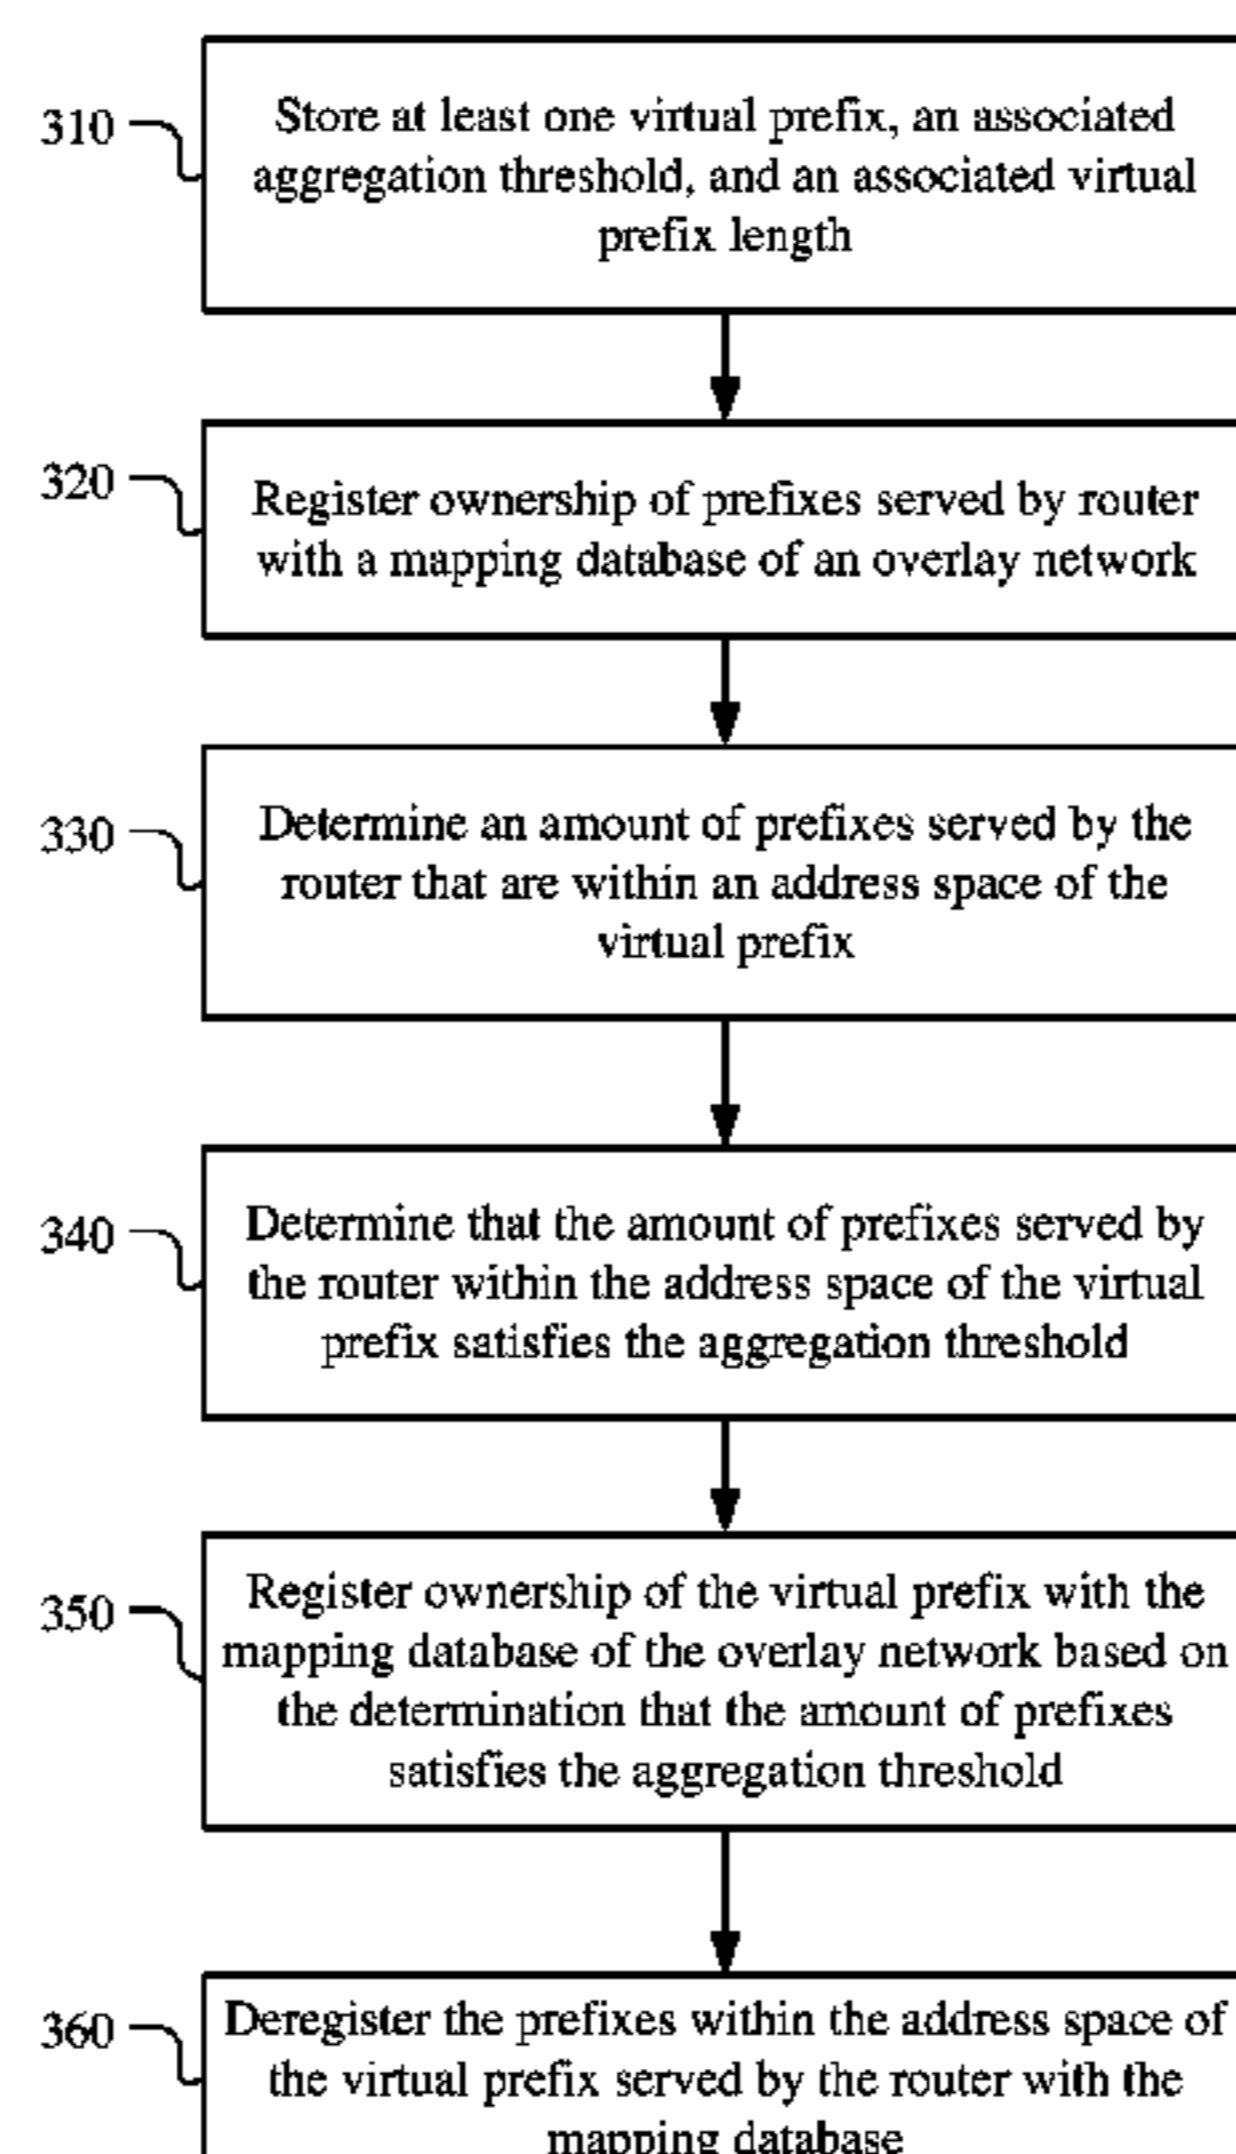 310
Store at least one virtual prefix, an associated
aggregation threshold, and an associated virtual
prefix length
320
Register ownership of prefixes served by router
with a mapping database of an overlay network
330
Determine an amount of prefixes served by the
router that are within an address space of the
virtual prefix
340
Determine that the amount of prefixes served by
the router within the address space of the virtual
prefix satisfies the aggregation threshold
350
Register ownership of the virtual prefix with the
mapping database of the overlay network based on
the determination that the amount of prefixes
satisfies the aggregation threshold
360
Deregister the prefixes within the address space of
the virtual prefix served by the router with the
mapping database